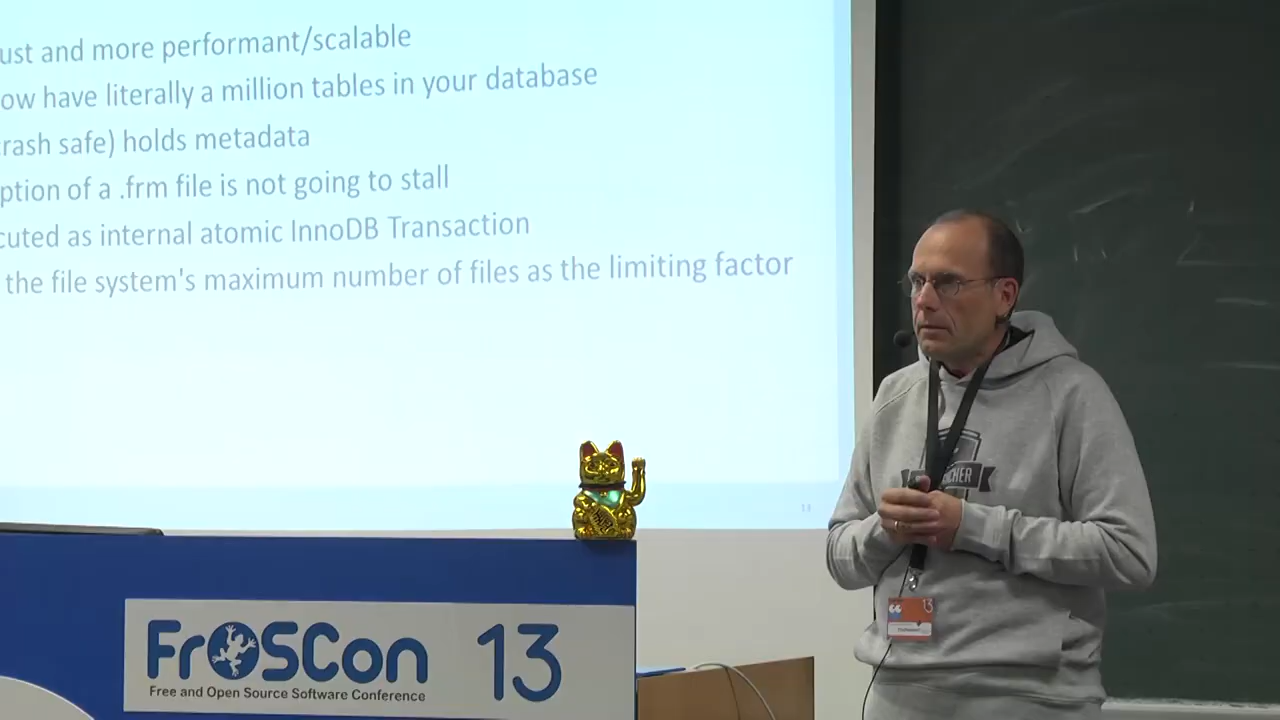 ust and more performant/scalable
ow have literally a million tables in your database
rash safe) holds metadata
ption of a .frm file is not going to stall
cuted as internal atomic InnoDB Transaction
the file system's maximum number of files as the limiting factor
11
FrOSCon 13
Free and Open Source Software Conference
13